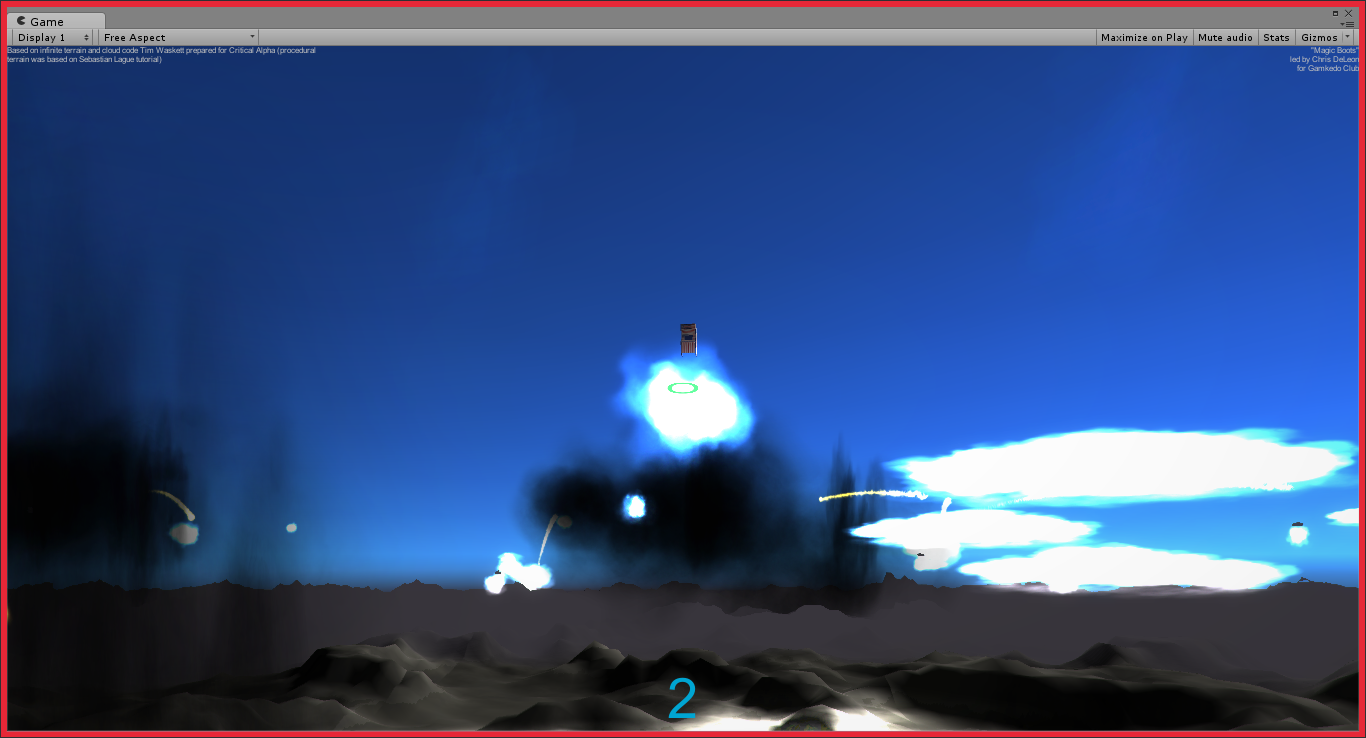 Game
Display 1
Free Aspect
Maximize on Play
Mute audio
Stats
Gizmos
Based on infinite terrain and cloud code Tim Waskett prepared for Critical Alpha (procedural
terrain was based on Sebastian Lague tutorial)
"Magic Boots"
led by Chris DeLeon
for Gamkedo Club
2